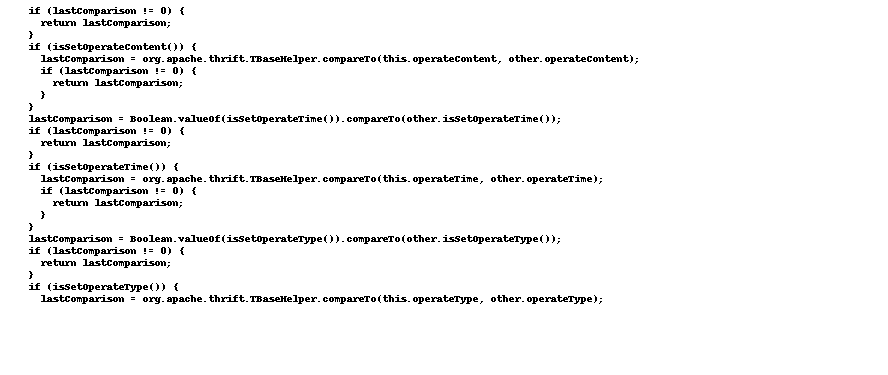 if (lastComparison != 0) {
return lastComparison;
}
if (isSetOperateContent()) {
lastComparison = org.apache.thrift.TBaseHelper.compareTo(this.operateContent, other.operateContent);
if (lastComparison != 0) {
return lastComparison;
}
}
lastComparison = Boolean.valueOf(isSetOperateTime()).compareTo(other.isSetOperateTime());
if (lastComparison != 0) {
return lastComparison;
}
if (isSetOperateTime()) {
lastComparison = org.apache.thrift.TBaseHelper.compareTo(this.operateTime, other.operateTime);
if (lastComparison != 0) {
return lastComparison;
}
}
lastComparison = Boolean.valueOf(isSetOperateType()).compareTo(other.isSetOperateType());
if (lastComparison != 0) {
return lastComparison;
}
if (isSetOperateType()) {
lastComparison = org.apache.thrift.TBaseHelper.compareTo(this.operateType, other.operateType);